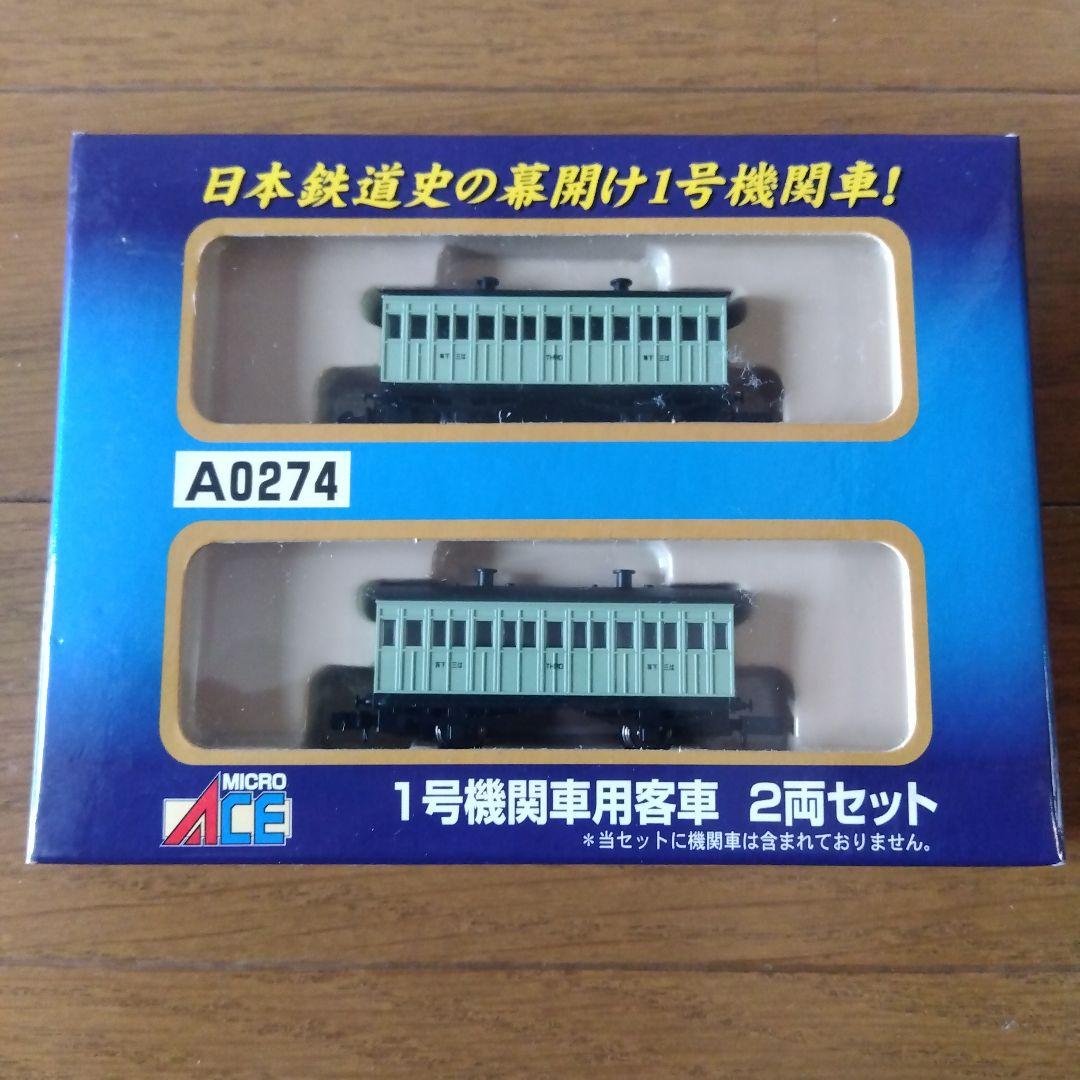 日本鉄道史の幕開け1号機関車!
THIRD
A0274
THIRD
MICRO
ACE
1号機関車用客車 2両セット
*当セットに機関車は含まれておりません。